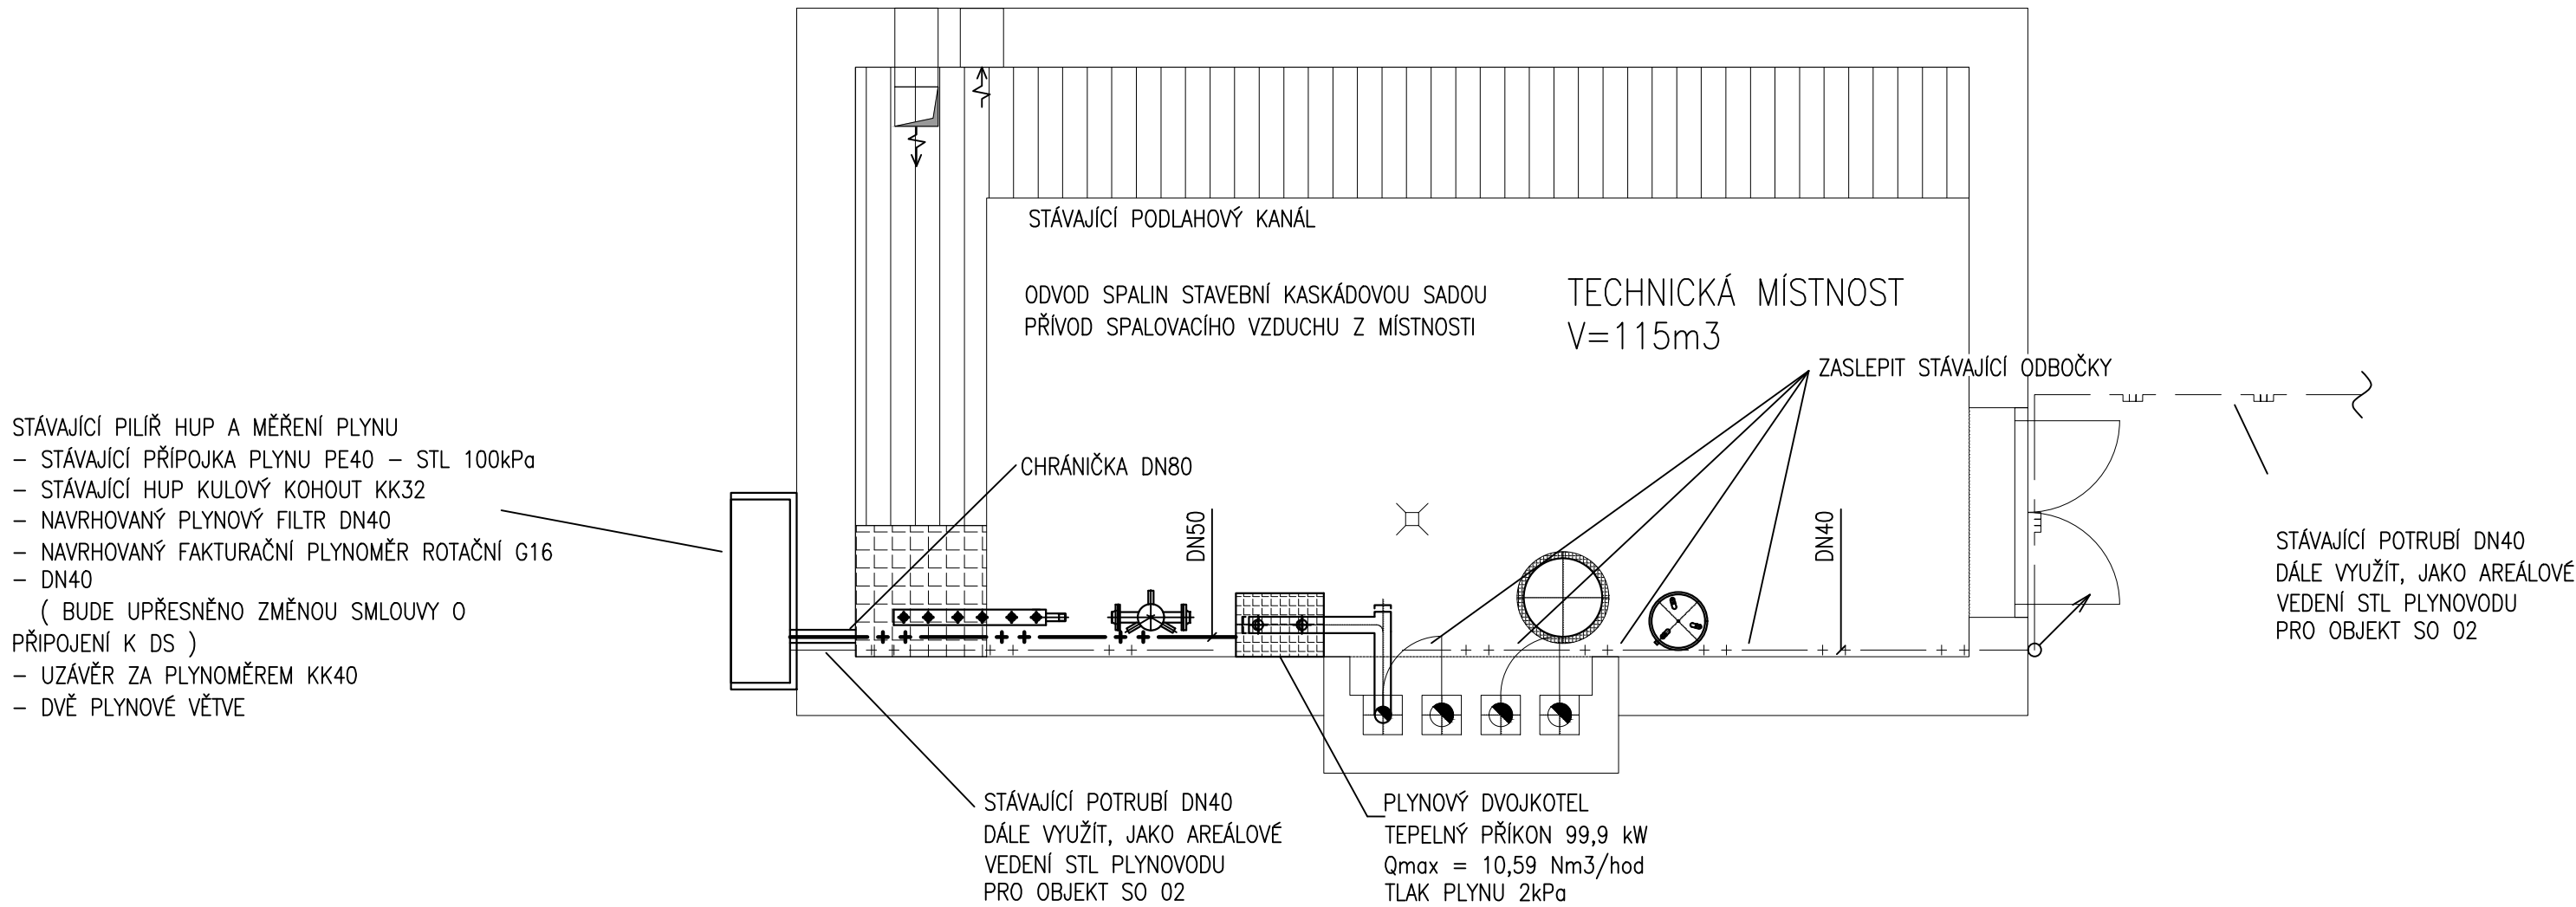 STÁVAJÍCÍ PODLAHOVÝ KANÁL
ODVOD SPALIN STAVEBNÍ KASKÁDOVOU SADOU
PŘÍVOD SPALOVACÍHO VZDUCHU Z MÍSTNOSTI
TECHNICKÁ MÍSTNOST
V=115m3
ZASLEPIT STÁVAJÍCÍ ODBOČKY
STÁVAJÍCÍ PILÍŘ HUP A MĚŘENÍ PLYNU
– STÁVAJÍCÍ PŘÍPOJKA PLYNU PE40 – STL 100kPa
– STÁVAJÍCÍ HUP KULOVÝ KOHOUT KK32
– NAVRHOVANÝ PLYNOVÝ FILTR DN40
– NAVRHOVANÝ FAKTURAČNÍ PLYNOMĚR ROTAČNÍ G16
– DN40
( BUDE UPŘESNĚNO ZMĚNOU SMLOUVY O
PŘIPOJENÍ K DS )
– UZÁVĚR ZA PLYNOMĚREM KK40
– DVĚ PLYNOVÉ VĚTVE
CHRÁNIČKA DN80
DN50
DN40
STÁVAJÍCÍ POTRUBÍ DN40
DÁLE VYUŽÍT, JAKO AREÁLOVÉ
VEDENÍ STL PLYNOVODU
PRO OBJEKT SO 02
STÁVAJÍCÍ POTRUBÍ DN40
DÁLE VYUŽÍT, JAKO AREÁLOVÉ
VEDENÍ STL PLYNOVODU
PRO OBJEKT SO 02
PLYNOVÝ DVOJKOTEL
TEPELNÝ PŘÍKON 99,9 kW
Qmax = 10,59 Nm3/hod
TLAK PLYNU 2kPa